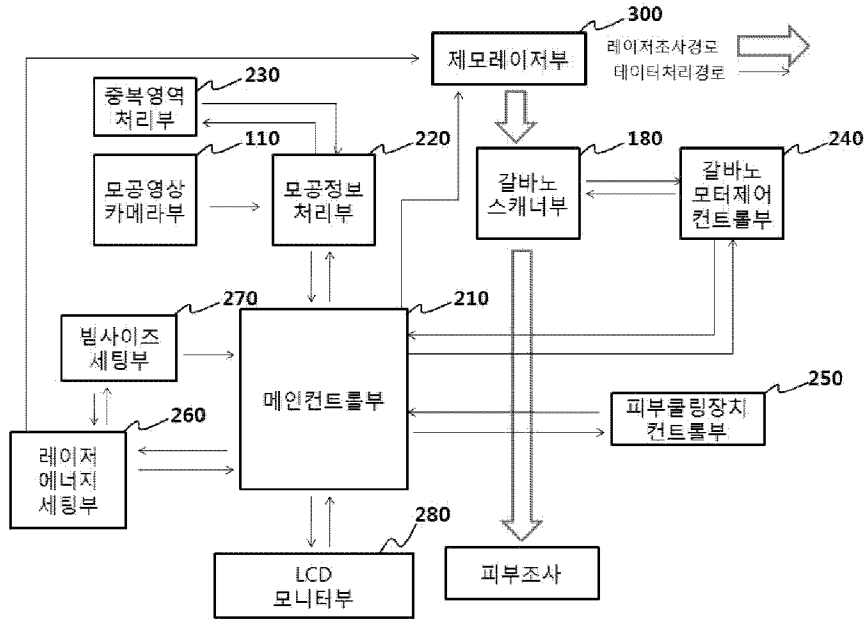 300
제모레이저부
레이저조사경로
데이터처리경로
230
중복영역
처리부
110
모공영상
카메라부
220
모공정보
처리부
180
갈바노
스캐너부
240
갈바노
모터제어
컨트롤부
270
빔사이즈
세팅부
210
메인컨트롤부
250
피부쿨링장치
컨트롤부
260
레이저
에너지
세팅부
280
LCD
모니터부
피부조사